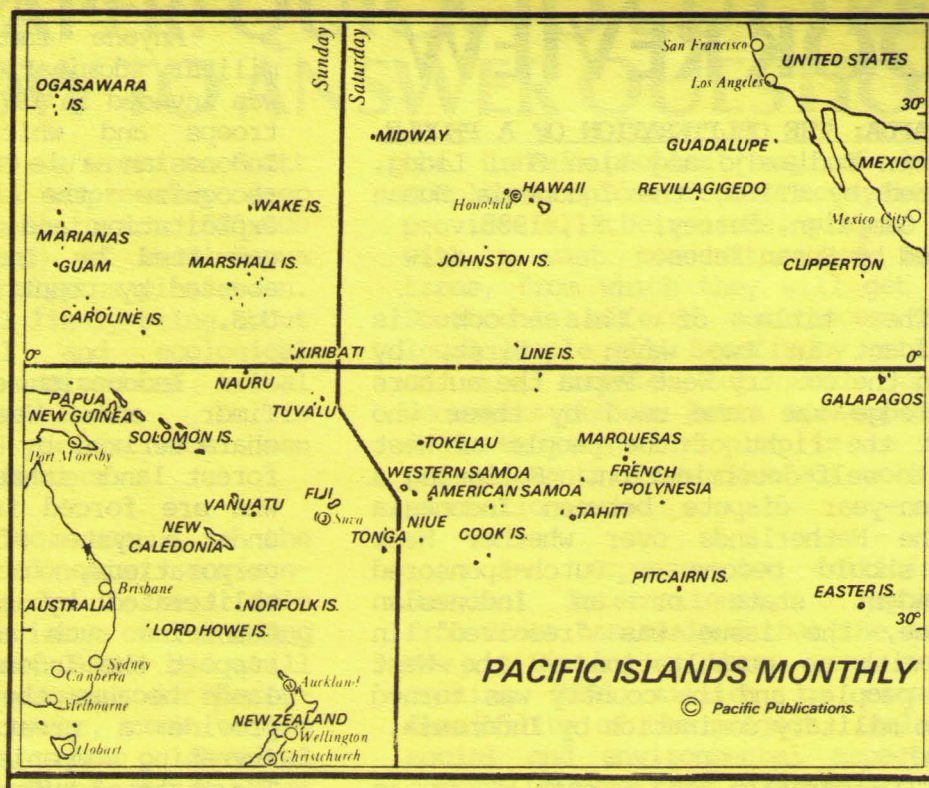 Sunday
Saturday
San Francisco
UNITED STATES
Los Angeles
OGASAWARA
IS.
30°
MIDWAY
GUADALUPE
MEXICO
HAWAII
Honolulu
REVILLAGIGEDO
WAKE IS.
Mexico City
MARIANAS
GUAM
MARSHALL IS.
JOHNSTON IS.
CLIPPERTON
CAROLINE IS.
0°
KIRIBATI
LINE IS.
0°
NAURU
GALAPAGOS
PAPUA
NEW GUINEA
TUVALU
SOLOMON IS.
Port Moresby
TOKELAU
MARQUESAS
WESTERN SAMOA
FRENCH
POLYNESIA
AMERICAN SAMOA
VANUATU
FIJI
Suva
NIUE
TAHITI
NEW
CALEDONIA
TONGA
COOK IS.
Brisbane
PITCAIRN IS.
AUSTRALIA
NORFOLK IS.
EASTER IS.
LORD HOWE IS.
30°
Sydney
Canberra
Melbourne
Hobart
Auckland
NEW ZEALAND
Wellington
Christchurch
PACIFIC ISLANDS MONTHLY
© Pacific Publications.